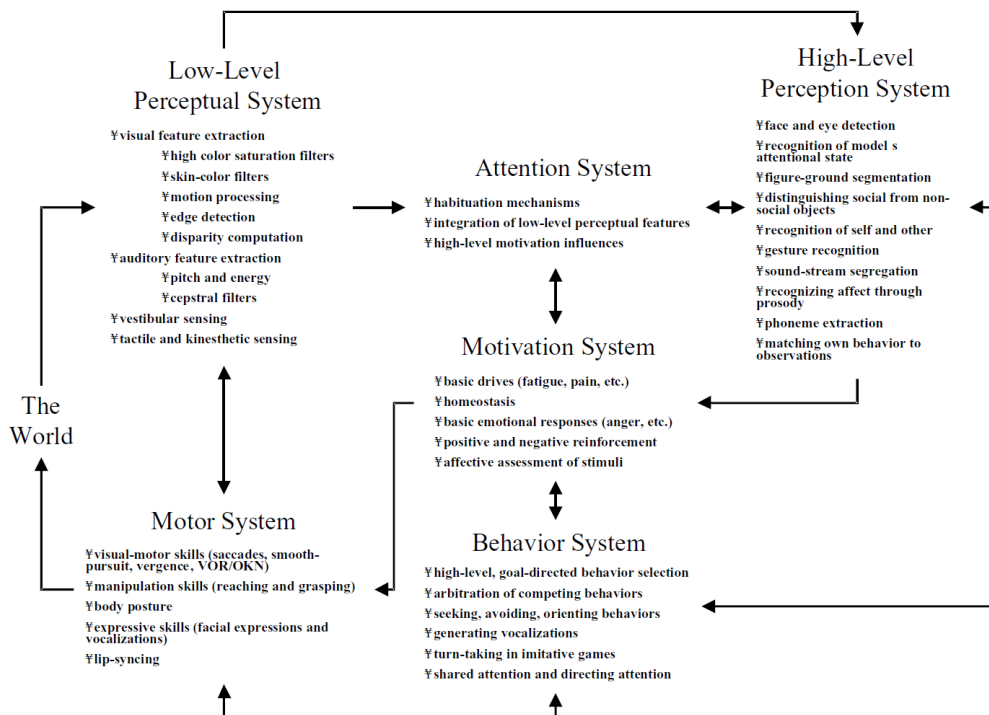 Low-Level
Perceptual System
¥visual feature extraction
¥high color saturation filters
¥skin-color filters
¥motion processing
¥edge detection
¥disparity computation
¥auditory feature extraction
¥pitch and energy
¥cepstral filters
¥vestibular sensing
¥tactile and kinesthetic sensing
Attention System
¥habituation mechanisms
¥integration of low-level perceptual features
¥high-level motivation influences
High-Level
Perception System
¥face and eye detection
¥recognition of model s
attentional state
¥figure-ground segmentation
¥distinguishing social from non-
social objects
¥recognition of self and other
¥gesture recognition
¥sound-stream segregation
¥recognizing affect through
prosody
¥phoneme extraction
¥matching own behavior to
observations
Motivation System
¥basic drives (fatigue, pain, etc.)
¥homeostasis
¥basic emotional responses (anger, etc.)
¥positive and negative reinforcement
¥affective assessment of stimuli
The
World
Motor System
¥visual-motor skills (saccades, smooth-
pursuit, vergence, VOR/OKN)
¥manipulation skills (reaching and grasping)
¥body posture
¥expressive skills (facial expressions and
vocalizations)
¥lip-syncing
Behavior System
¥high-level, goal-directed behavior selection
¥arbitration of competing behaviors
¥seeking, avoiding, orienting behaviors
¥generating vocalizations
¥turn-taking in imitative games
¥shared attention and directing attention